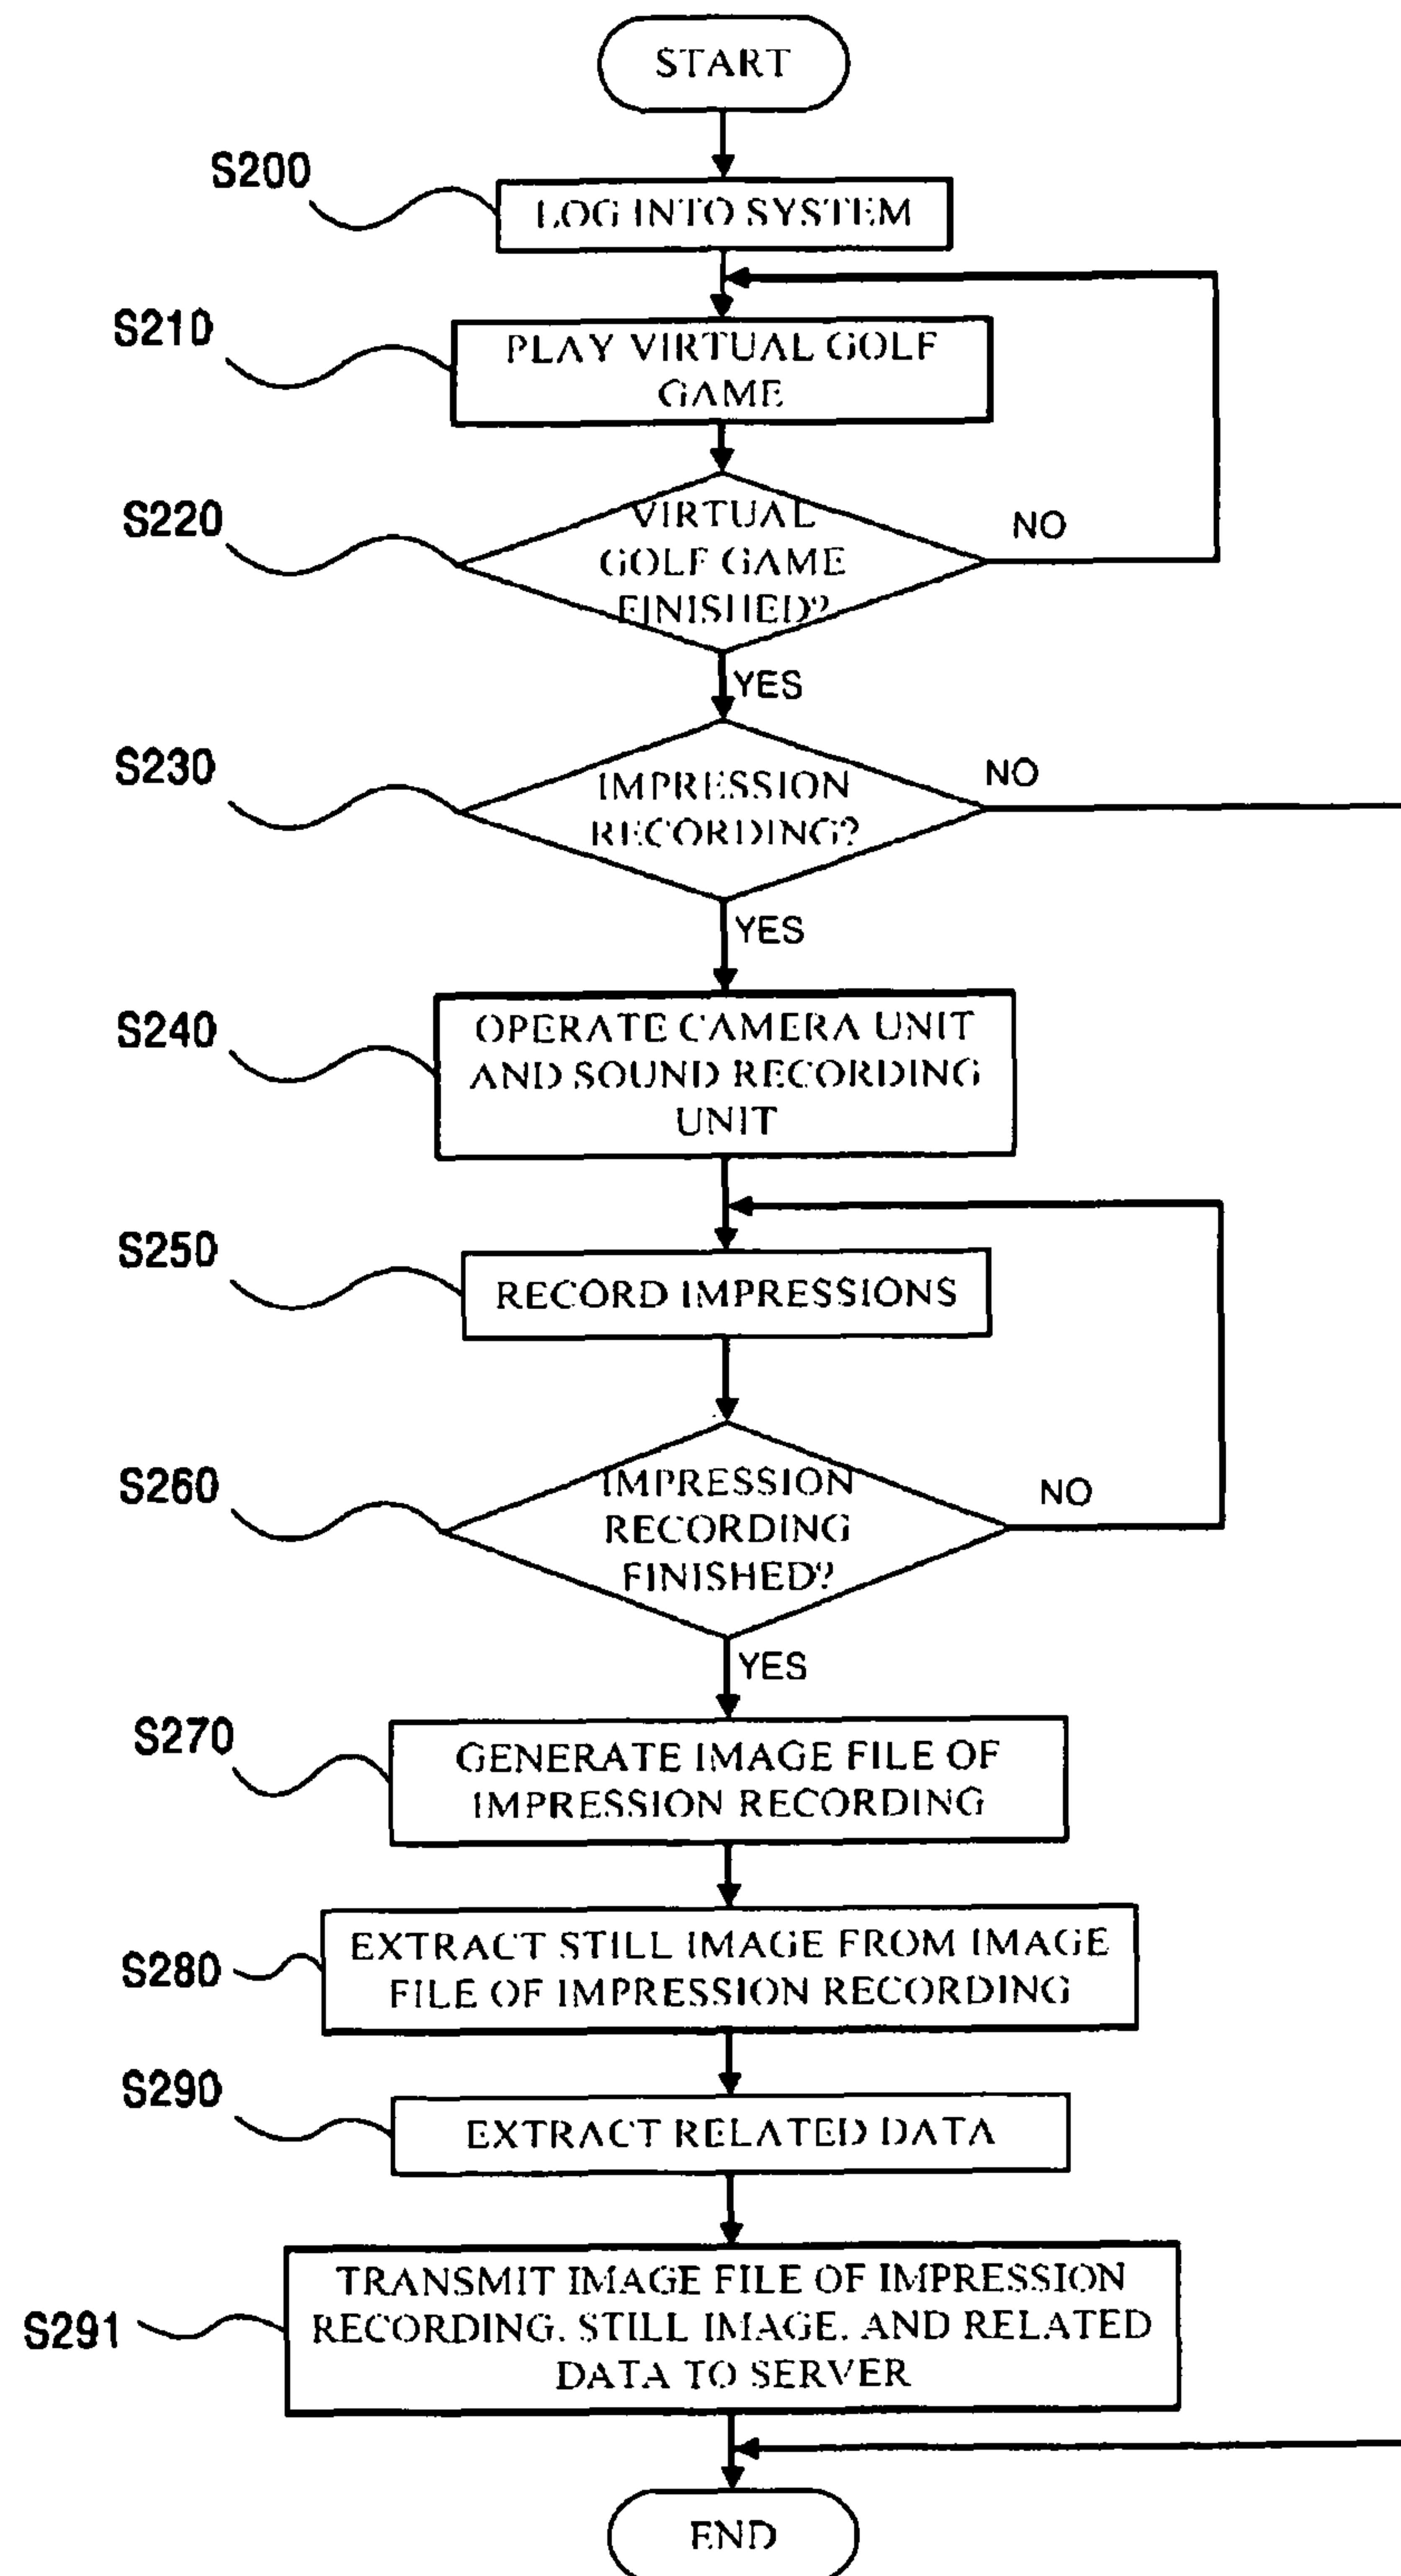 START
S200
LOG INTO SYSTEM
S210
PLAY VIRTUAL GOLF
GAME
S220
VIRTUAL
GOLF GAME
FINISHED?
NO
YES
S230
IMPRESSION
RECORDING?
NO
YES
S240
OPERATE CAMERA UNIT
AND SOUND RECORDING
UNIT
S250
RECORD IMPRESSIONS
S260
IMPRESSION
RECORDING
FINISHED?
NO
YES
S270
GENERATE IMAGE FILE OF
IMPRESSION RECORDING
S280
EXTRACT STILL IMAGE FROM IMAGE
FILE OF IMPRESSION RECORDING
S290
EXTRACT RELATED DATA
S291
TRANSMIT IMAGE FILE OF IMPRESSION
RECORDING, STILL IMAGE, AND RELATED
DATA TO SERVER
END